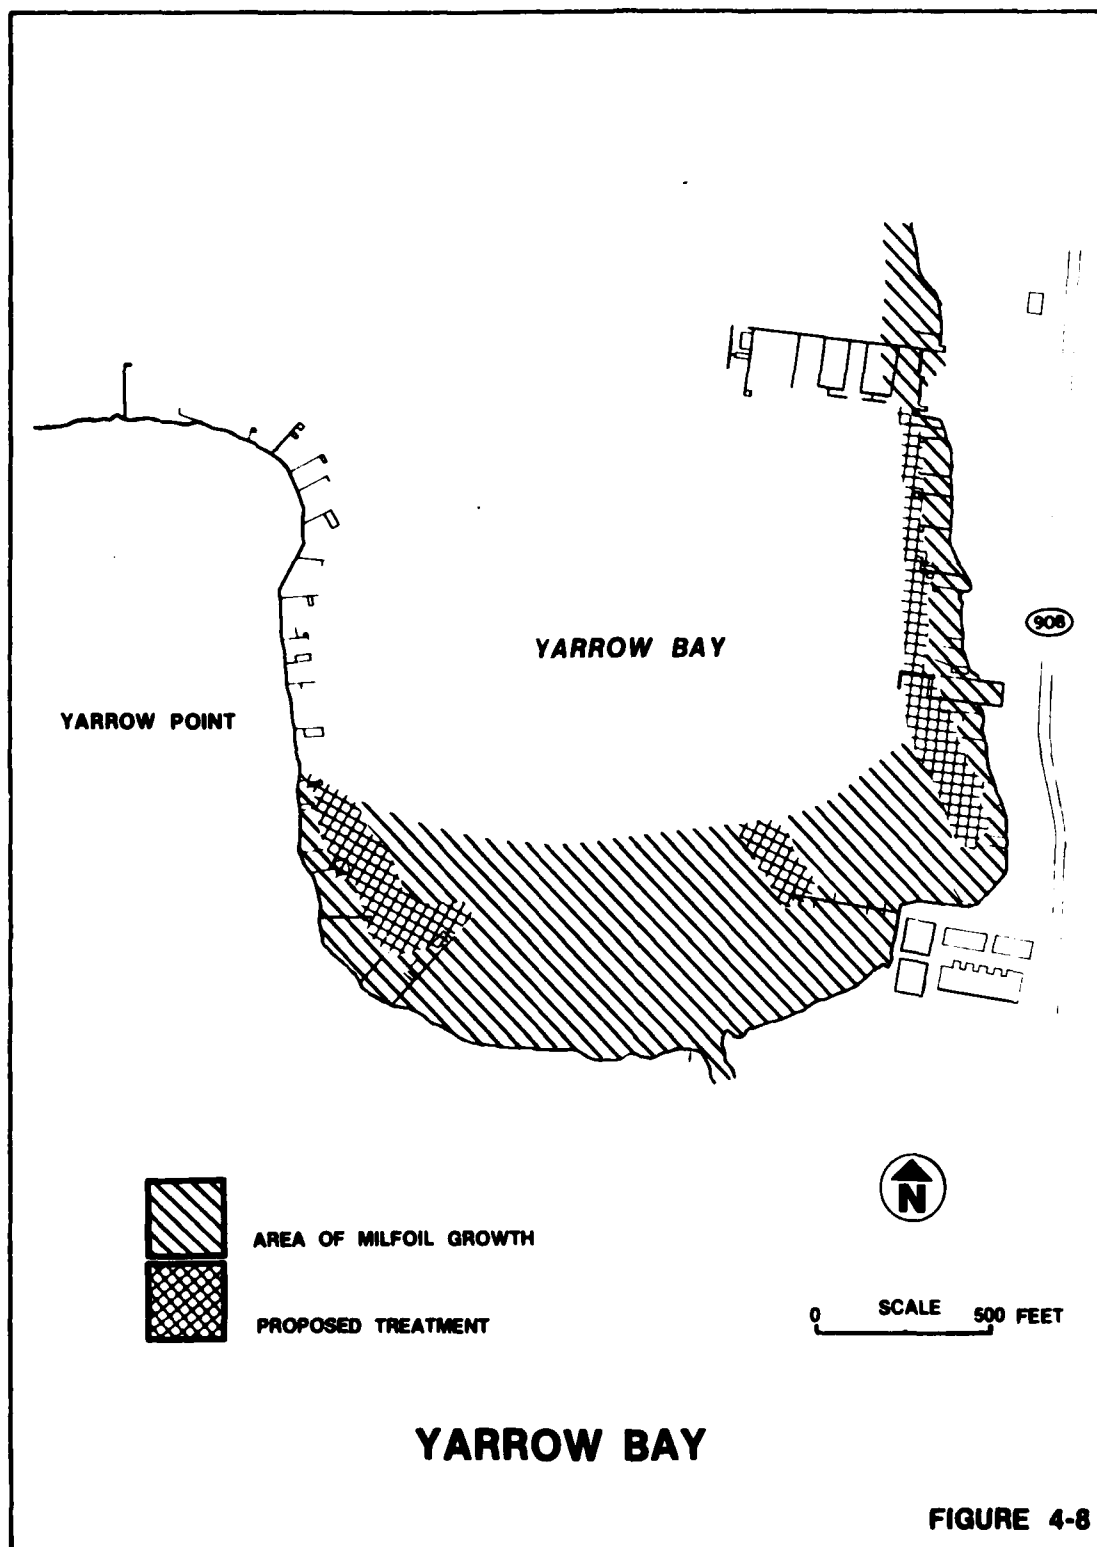 908
YARROW BAY
YARROW POINT
N
AREA OF MILFOIL GROWTH
PROPOSED TREATMENT
0 SCALE 500 FEET
YARROW BAY
FIGURE 4-8